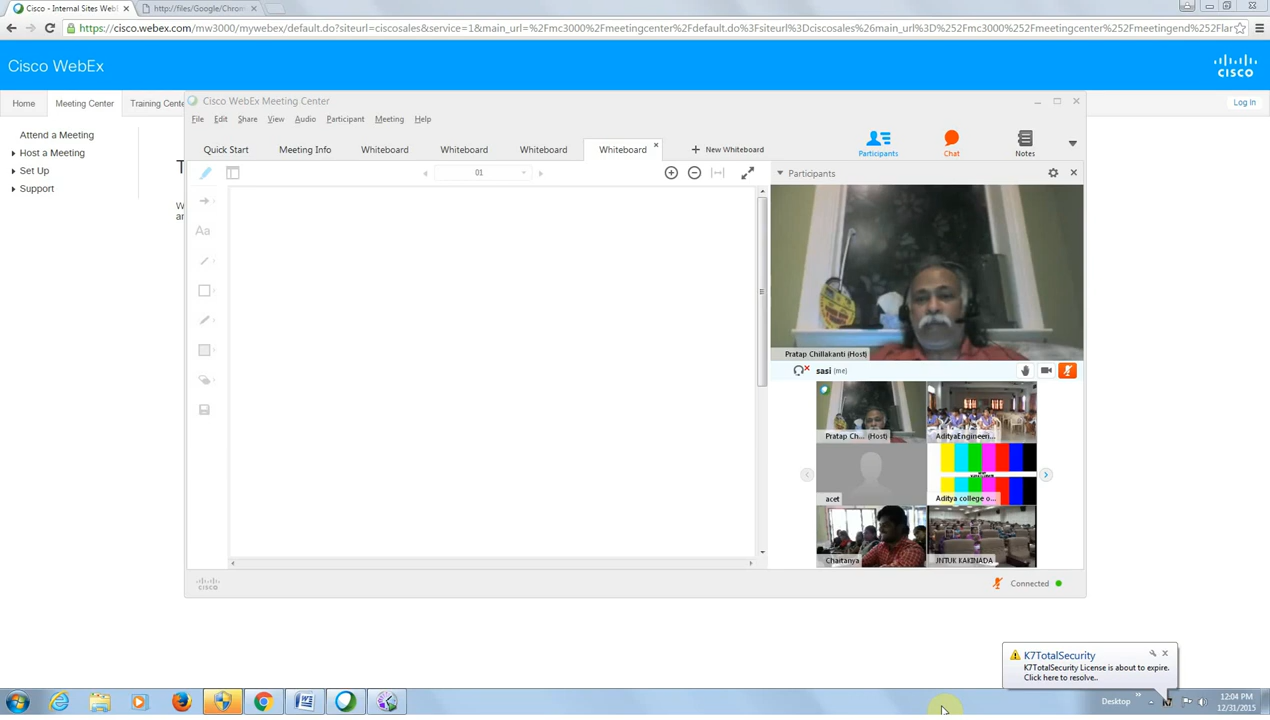 Cisco - Internal Sites Web
http://files/Google/Chrom
https://cisco.webex.com/mw3000/mywebex/default.do?siteurl=ciscosales&service=1&main_url=%2Fmc3000%2Fmeetingcenter%2Fdefault.do%3Fsiteurl%3Dciscosales%26main_url%3D%252Fmc3000%252Fmeetingcenter%252Fmeetingend%252Flar
Cisco WebEx
CISCO
Home
Meeting Center
Training Cente
Log In
Attend a Meeting
Host a Meeting
Set Up
Support
T
W
ar
Cisco WebEx Meeting Center
File Edit Share View Audio Participant Meeting Help
Quick Start
Meeting Info
Whiteboard
Whiteboard
Whiteboard
Whiteboard
New Whiteboard
Participants
Chat
Notes
01
Participants
Aa
Pratap Chillakanti (Host)
sasi (me)
Pratap Ch... (Host)
AdityaEngineeri...
acet
Aditya college o...
Chaitanya
JNTUK KAKINADA
CISCO
Connected
K7TotalSecurity
K7TotalSecurity License is about to expire.
Click here to resolve..
Desktop
12:04 PM
12/31/2015